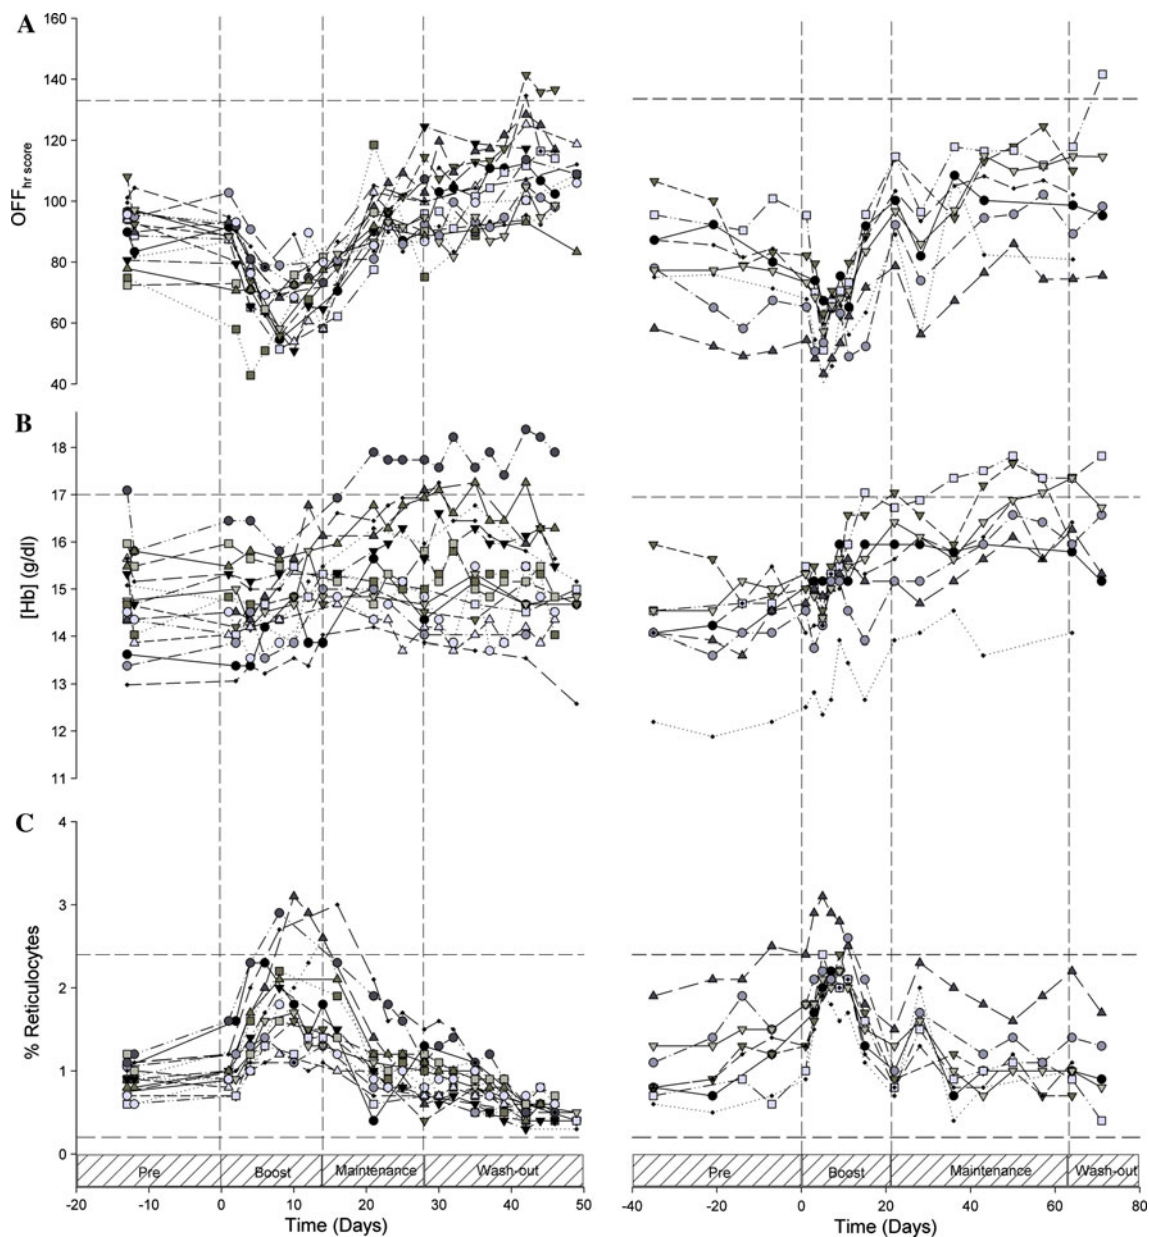 A
160
140
120
100
80
60
40
OFFhr score
B
18
17
16
15
14
13
12
11
[Hb] (g/dl)
C
4
3
2
1
0
% Reticulocytes
Pre Boost Maintenance Wash-out
Pre Boost Maintenance Wash-out
-20 -10 0 10 20 30 40 50
-40 -20 0 20 40 60 80
Time (Days)
Time (Days)